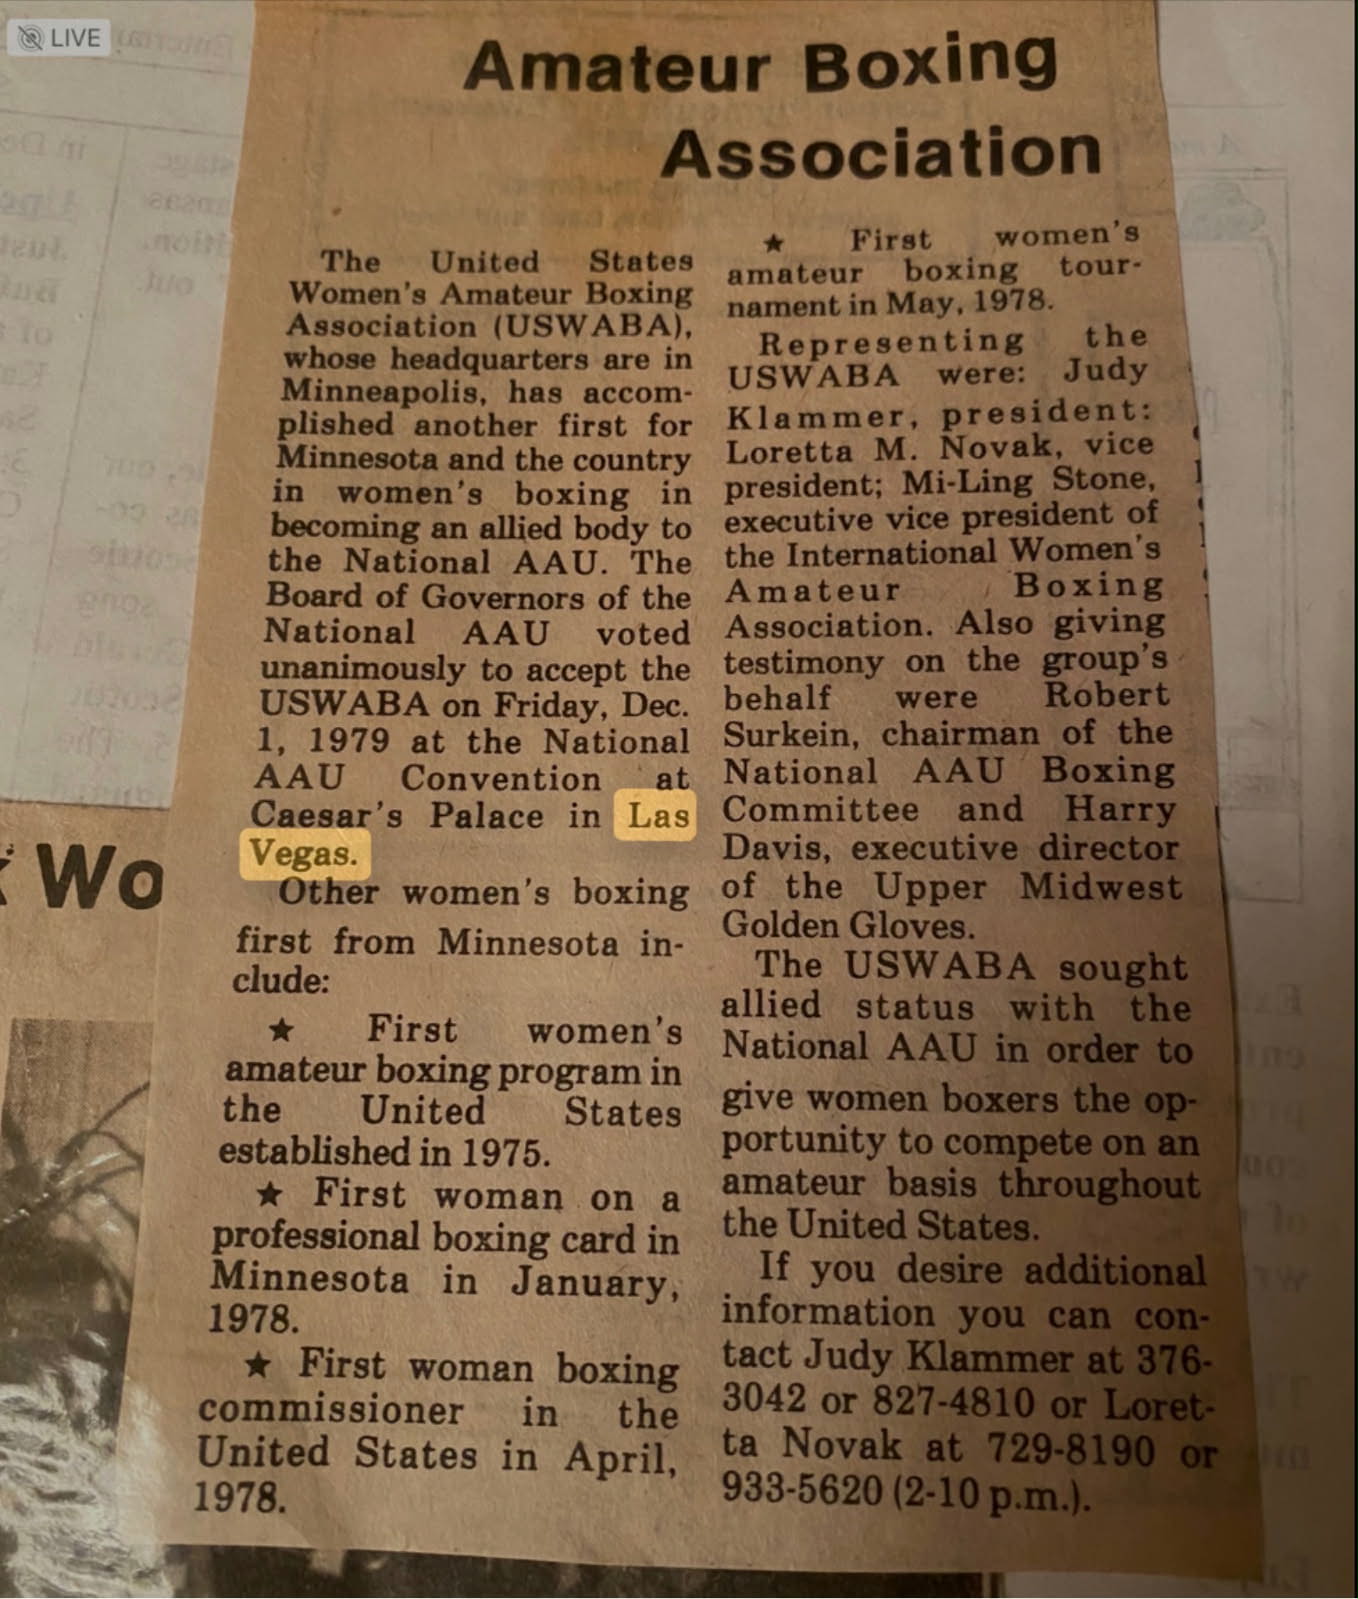 LIVE
Amateur Boxing
Association
The United States
Women's Amateur Boxing
Association (USWABA),
whose headquarters are in
Minneapolis, has accom-
plished another first for
Minnesota and the country
in women's boxing in
becoming an allied body to
the National AAU. The
Board of Governors of the
National AAU voted
unanimously to accept the
USWABA on Friday, Dec.
1, 1979 at the National
AAU Convention at
Caesar's Palace in Las
Vegas.
Other women's boxing
first from Minnesota in-
clude:
★ First women's
amateur boxing program in
the United States
established in 1975.
★ First woman on a
professional boxing card in
Minnesota in January,
1978.
★ First woman boxing
commissioner in the
United States in April,
1978.
★ First women's
amateur boxing tour-
nament in May, 1978.
Representing the
USWABA were: Judy
Klammer, president:
Loretta M. Novak, vice
president; Mi-Ling Stone,
executive vice president of
the International Women's
Amateur Boxing
Association. Also giving
testimony on the group's
behalf were Robert
Surkein, chairman of the
National AAU Boxing
Committee and Harry
Davis, executive director
of the Upper Midwest
Golden Gloves.
The USWABA sought
allied status with the
National AAU in order to
give women boxers the op-
portunity to compete on an
amateur basis throughout
the United States.
If you desire additional
information you can con-
tact Judy Klammer at 376-
3042 or 827-4810 or Loret-
ta Novak at 729-8190 or
933-5620 (2-10 p.m.).
Wo